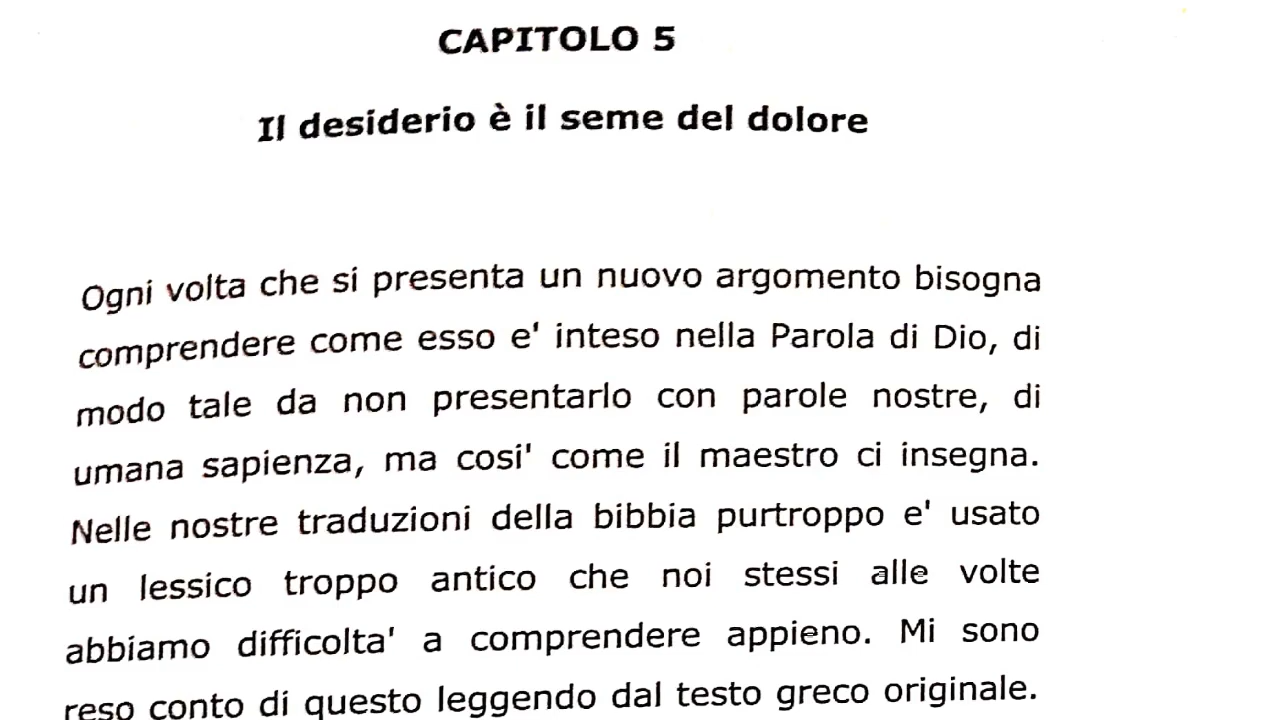 CAPITOLO 5
Il desiderio è il seme del dolore
Ogni volta che si presenta un nuovo argomento bisogna
comprendere come esso e' inteso nella Parola di Dio, di
modo tale da non presentarlo con parole nostre, di
umana sapienza, ma cosi' come il maestro ci insegna.
Nelle nostre traduzioni della bibbia purtroppo e' usato
un lessico troppo antico che noi stessi alle volte
abbiamo difficolta' a comprendere appieno. Mi sono
reso conto di questo leggendo dal testo greco originale.